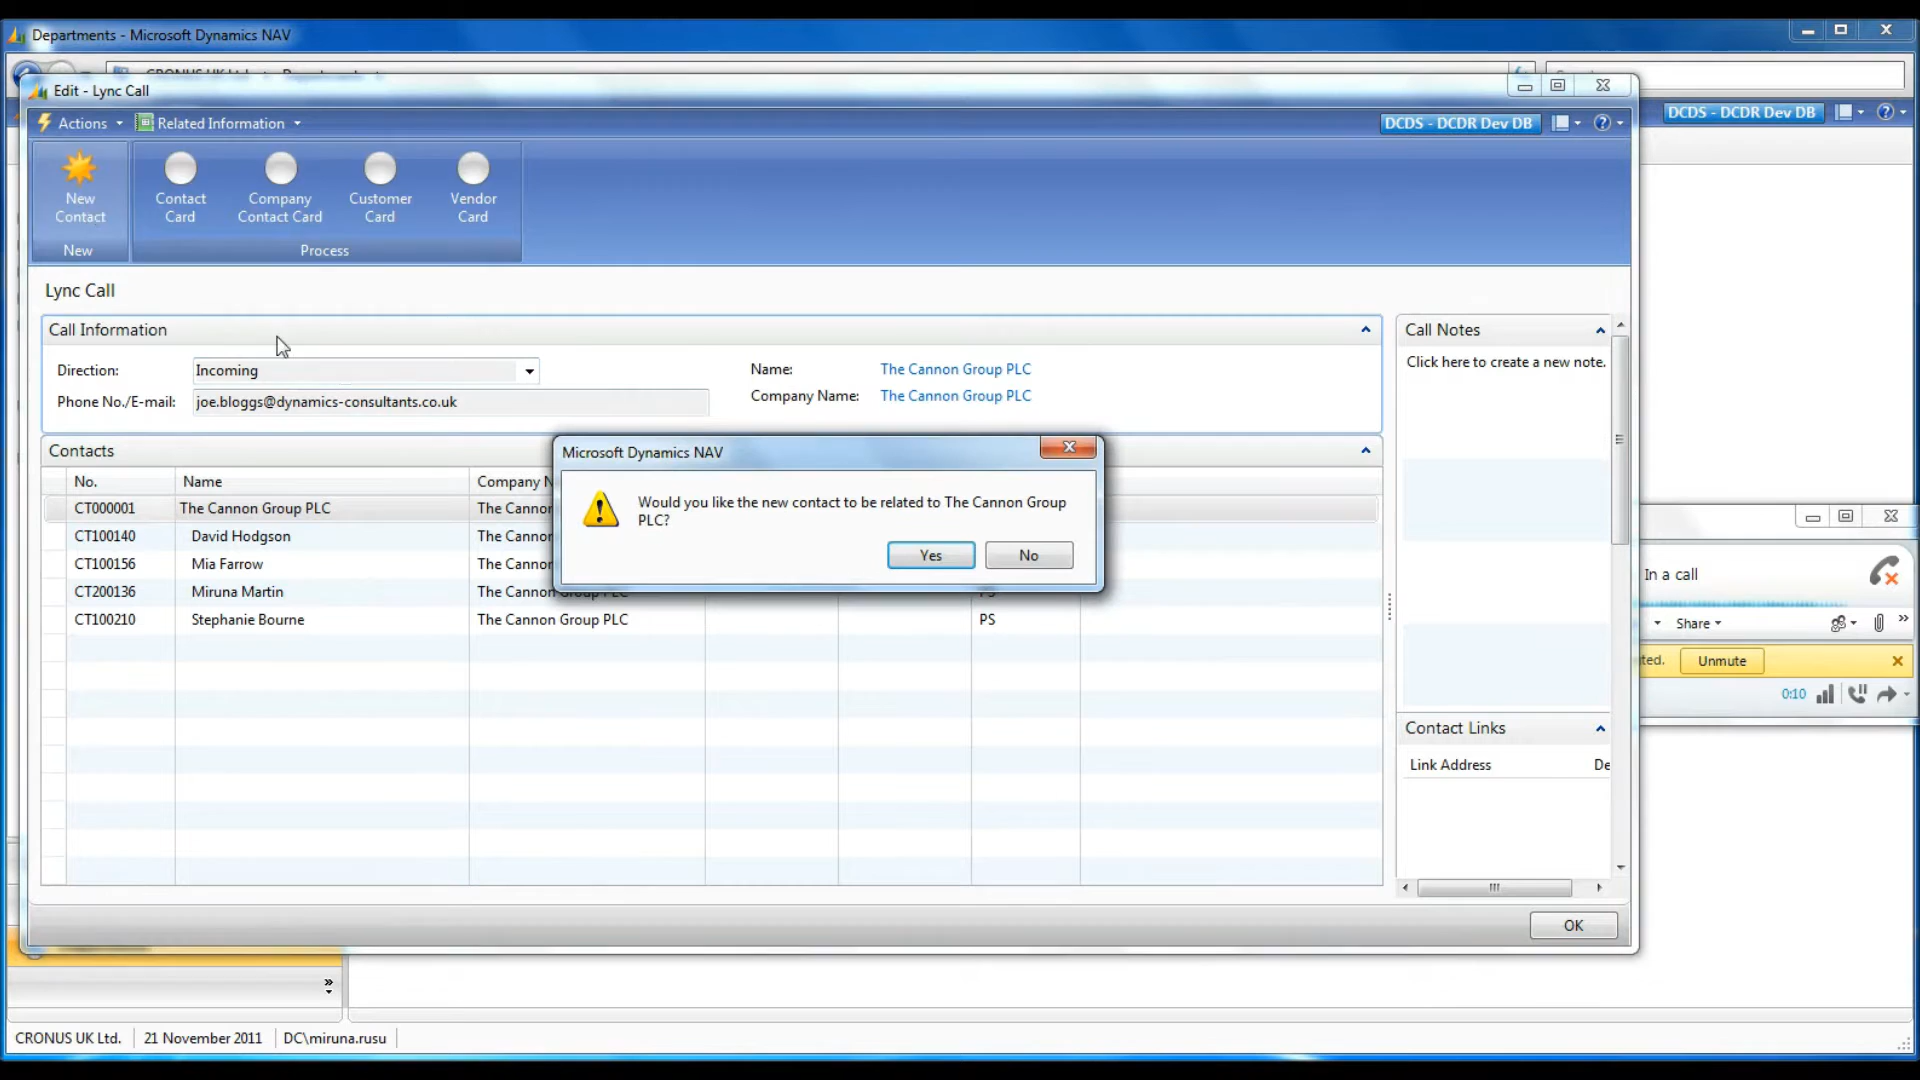 Departments - Microsoft Dynamics NAV
Edit - Lync Call
Actions
Related Information
DCDS - DCDR Dev DB
DCDS - DCDR Dev DB
New Contact
Contact Card
Company Contact Card
Customer Card
Vendor Card
New
Process
Lync Call
Call Information
Direction:
Incoming
Name:
The Cannon Group PLC
Phone No./E-mail:
joe.bloggs@dynamics-consultants.co.uk
Company Name:
The Cannon Group PLC
Call Notes
Click here to create a new note.
Contacts
No.
Name
Company
CT000001
The Cannon Group PLC
The
CT100140
David Hodgson
The
CT100156
Mia Farrow
The
CT200136
Miruna Martin
The Cannon Group PLC
PS
CT100210
Stephanie Bourne
The Cannon Group PLC
PS
Microsoft Dynamics NAV
Would you like the new contact to be related to The Cannon Group
PLC?
Yes
No
In a call
Share
Unmute
0:10
Contact Links
Link Address
De
OK
CRONUS UK Ltd.
21 November 2011
DC\miruna.rusu